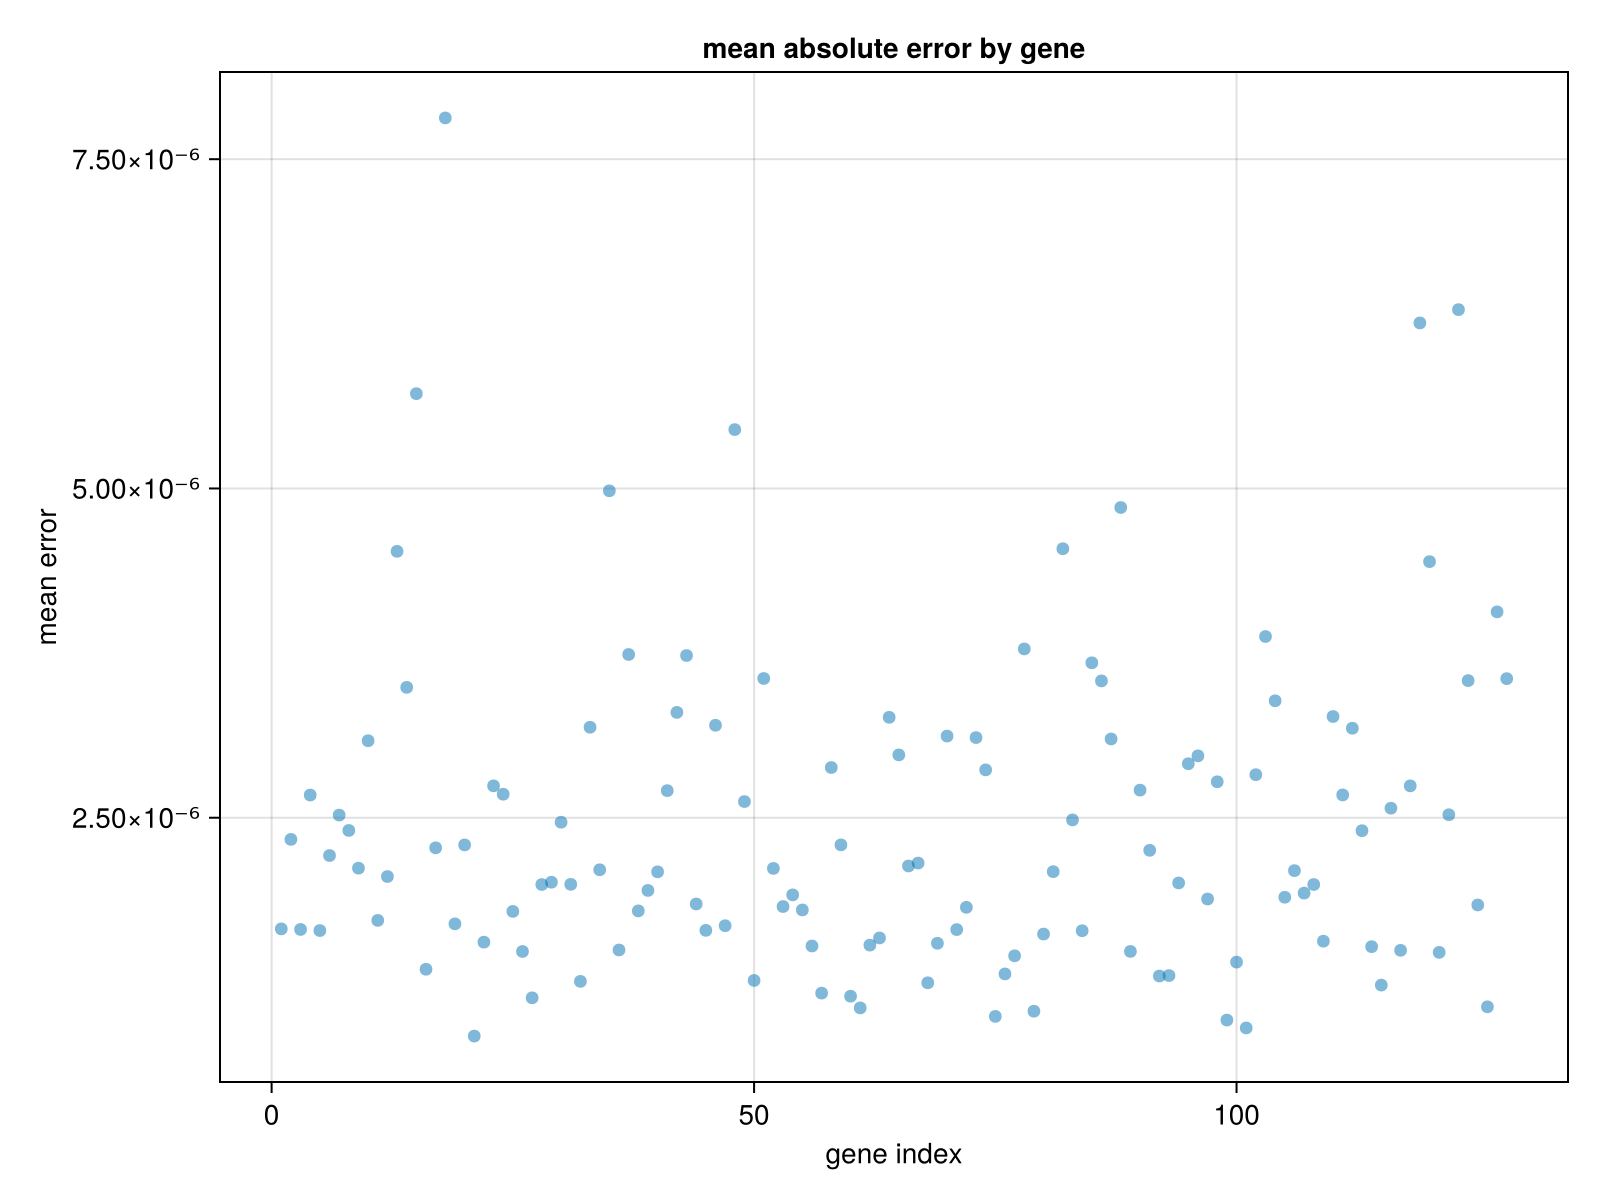 mean absolute error by gene
7.50×10⁻⁶
5.00×10⁻⁶
2.50×10⁻⁶
mean error
0 50 100
gene index